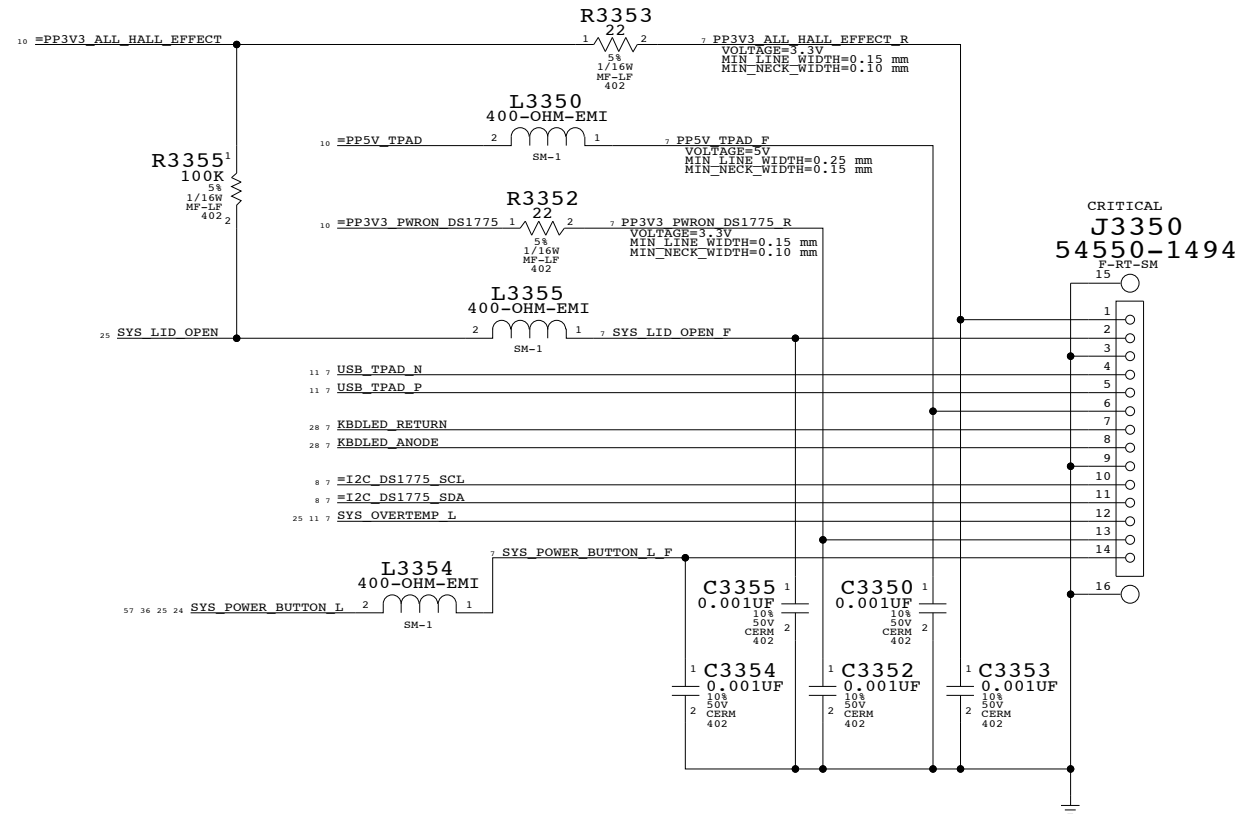 R3353
22
10 =PP3V3_ALL_HALL_EFFECT
1 2
7 PP3V3_ALL_HALL_EFFECT_R
VOLTAGE=3.3V
MIN_LINE_WIDTH=0.15 mm
MIN_NECK_WIDTH=0.10 mm
5%
1/16W
MF-LF
402
L3350
400-OHM-EMI
10 =PP5V_TPAD
2 1
SM-1
7 PP5V_TPAD_F
VOLTAGE=5V
MIN_LINE_WIDTH=0.25 mm
MIN_NECK_WIDTH=0.15 mm
R3355
1
100K
5%
1/16W
MF-LF
402
2
R3352
22
10 =PP3V3_PWRON_DS1775
1 2
7 PP3V3_PWRON_DS1775_R
VOLTAGE=3.3V
MIN_LINE_WIDTH=0.15 mm
MIN_NECK_WIDTH=0.10 mm
5%
1/16W
MF-LF
402
CRITICAL
J3350
54550-1494
F-RT-SM
15
L3355
400-OHM-EMI
25 SYS_LID_OPEN
2 1
SM-1
7 SYS_LID_OPEN_F
1
2
3
11 7 USB_TPAD_N
4
11 7 USB_TPAD_P
5
6
28 7 KBDLED_RETURN
7
28 7 KBDLED_ANODE
8
9
8 7 =I2C_DS1775_SCL
10
8 7 =I2C_DS1775_SDA
11
25 11 7 SYS_OVERTEMP_L
12
13
7 SYS_POWER_BUTTON_L_F
14
16
L3354
400-OHM-EMI
57 36 25 24 SYS_POWER_BUTTON_L
2 1
SM-1
C3355
1
0.001UF
10%
50V
CERM
402
2
C3350
1
0.001UF
10%
50V
CERM
402
2
1
C3354
0.001UF
10%
50V
CERM
402
2
1
C3352
0.001UF
10%
50V
CERM
402
2
1
C3353
0.001UF
10%
50V
CERM
402
2